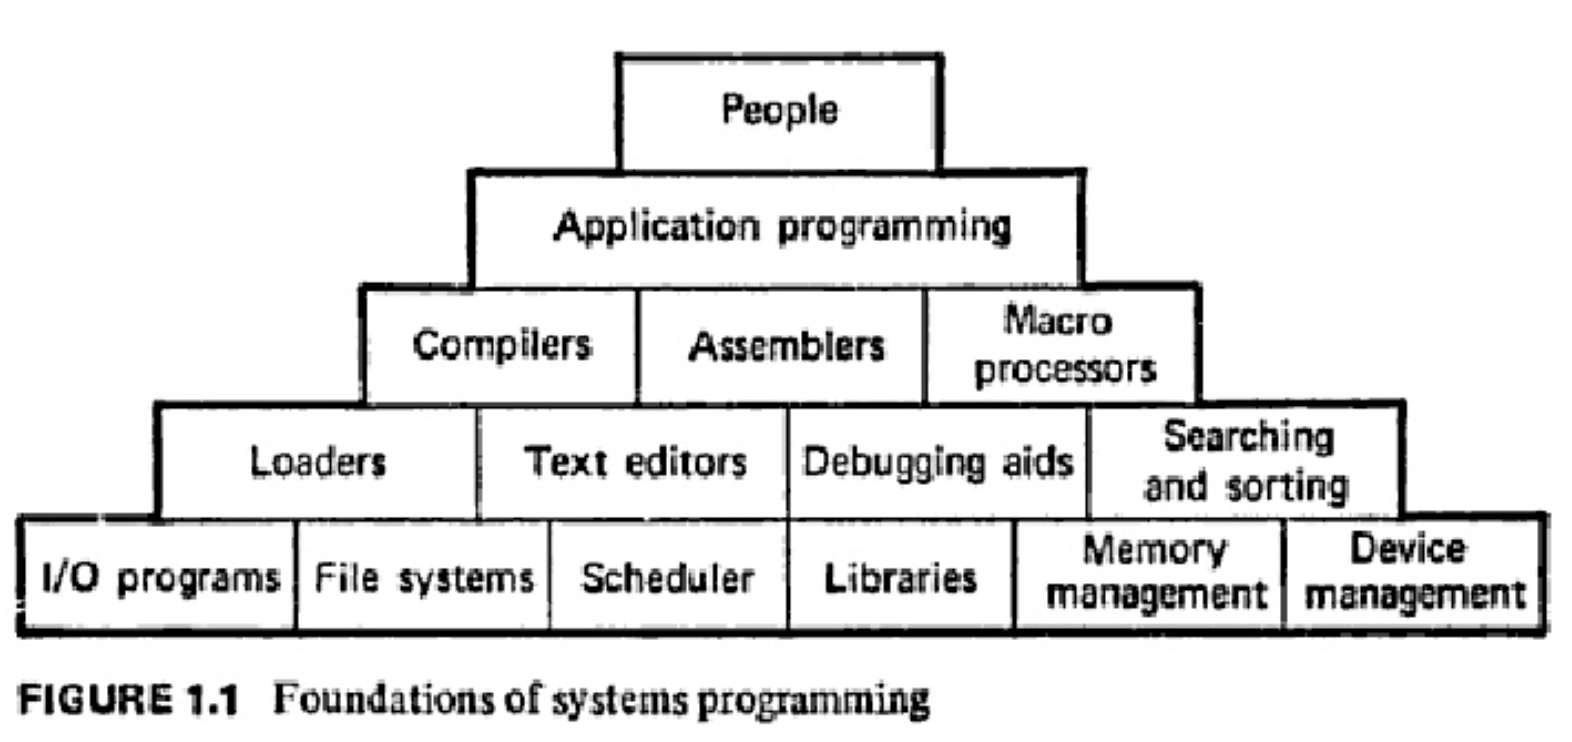 People
Application programming
Compilers
Assemblers
Macro
processors
Loaders
Text editors
Debugging aids
Searching
and sorting
I/O programs
File systems
Scheduler
Libraries
Memory
management
Device
management
FIGURE 1.1 Foundations of systems programming